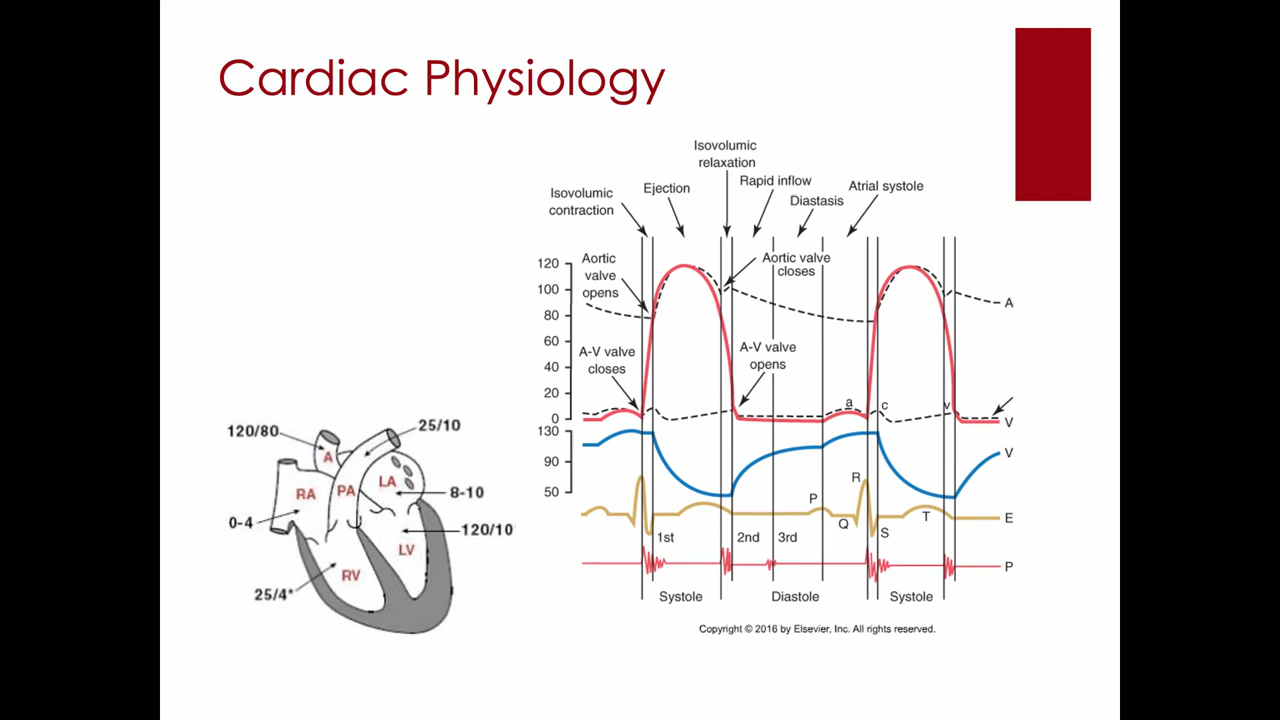 Cardiac Physiology
Isovolumic
relaxation
Isovolumic
contraction
Ejection
Rapid inflow
Diastasis
Atrial systole
Aortic
valve
opens
Aortic valve
closes
A-V valve
closes
A-V valve
opens
120
100
80
60
40
20
0
130
90
50
a
c
v
A
V
V
R
P
Q
S
T
E
1st
2nd
3rd
P
Systole
Diastole
Systole
Copyright © 2016 by Elsevier, Inc. All rights reserved.
120/80
25/10
A
RA
PA
LA
8-10
0-4
120/10
LV
RV
25/4*